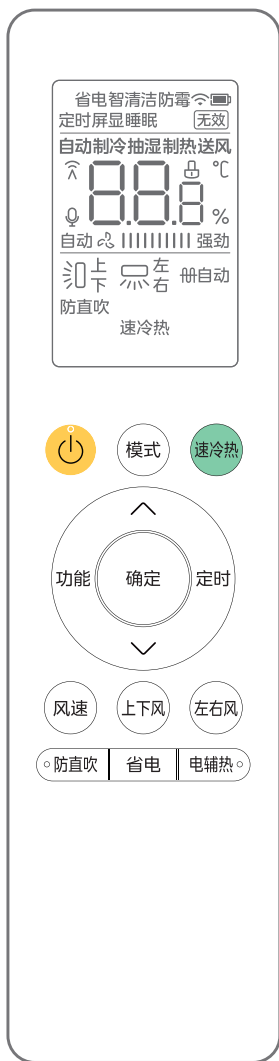 省电智清洁防霉
定时屏显睡眠 无效
自动制冷抽湿制热送风
88.8 ℃
%
自动 强劲
上下 左右 自动
防直吹
速冷热
模式 速冷热
功能 确定 定时
风速 上下风 左右风
防直吹 省电 电辅热